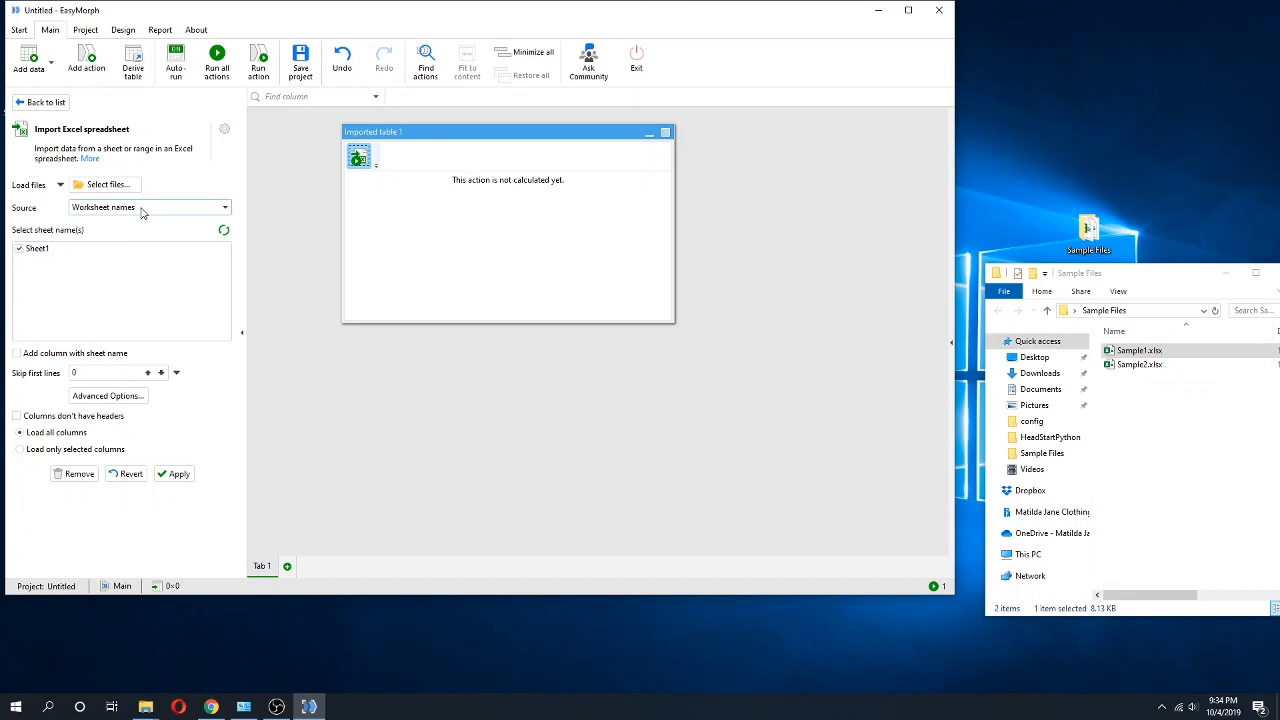 Untitled - EasyMorph
Start Main Project Design Report About
Add data
Add action
Derive table
ON
Auto-run
Run all actions
Run action
Save project
Undo
Redo
Find actions
Fit to content
Minimize all
Restore all
Ask Community
Exit
Back to list
Find column
Import Excel spreadsheet
Import data from a sheet or range in an Excel
spreadsheet. More
Load files Select files...
Source Worksheet names
Select sheet name(s)
Sheet1
Add column with sheet name
Skip first lines 0
Advanced Options...
Columns don't have headers
Load all columns
Load only selected columns
Remove Revert Apply
Imported table 1
This action is not calculated yet.
Tab 1
Project: Untitled Main 0×0 1
Sample Files
Sample Files
File Home Share View
Sample Files Search Sa...
Name
Quick access
Desktop
Downloads
Documents
Pictures
config
HeadStartPython
Sample Files
Videos
Dropbox
Matilda Jane Clothing
OneDrive - Matilda Ja
This PC
Network
Sample1.xlsx
Sample2.xlsx
2 items 1 item selected 8.13 KB
9:34 PM
10/4/2019
2